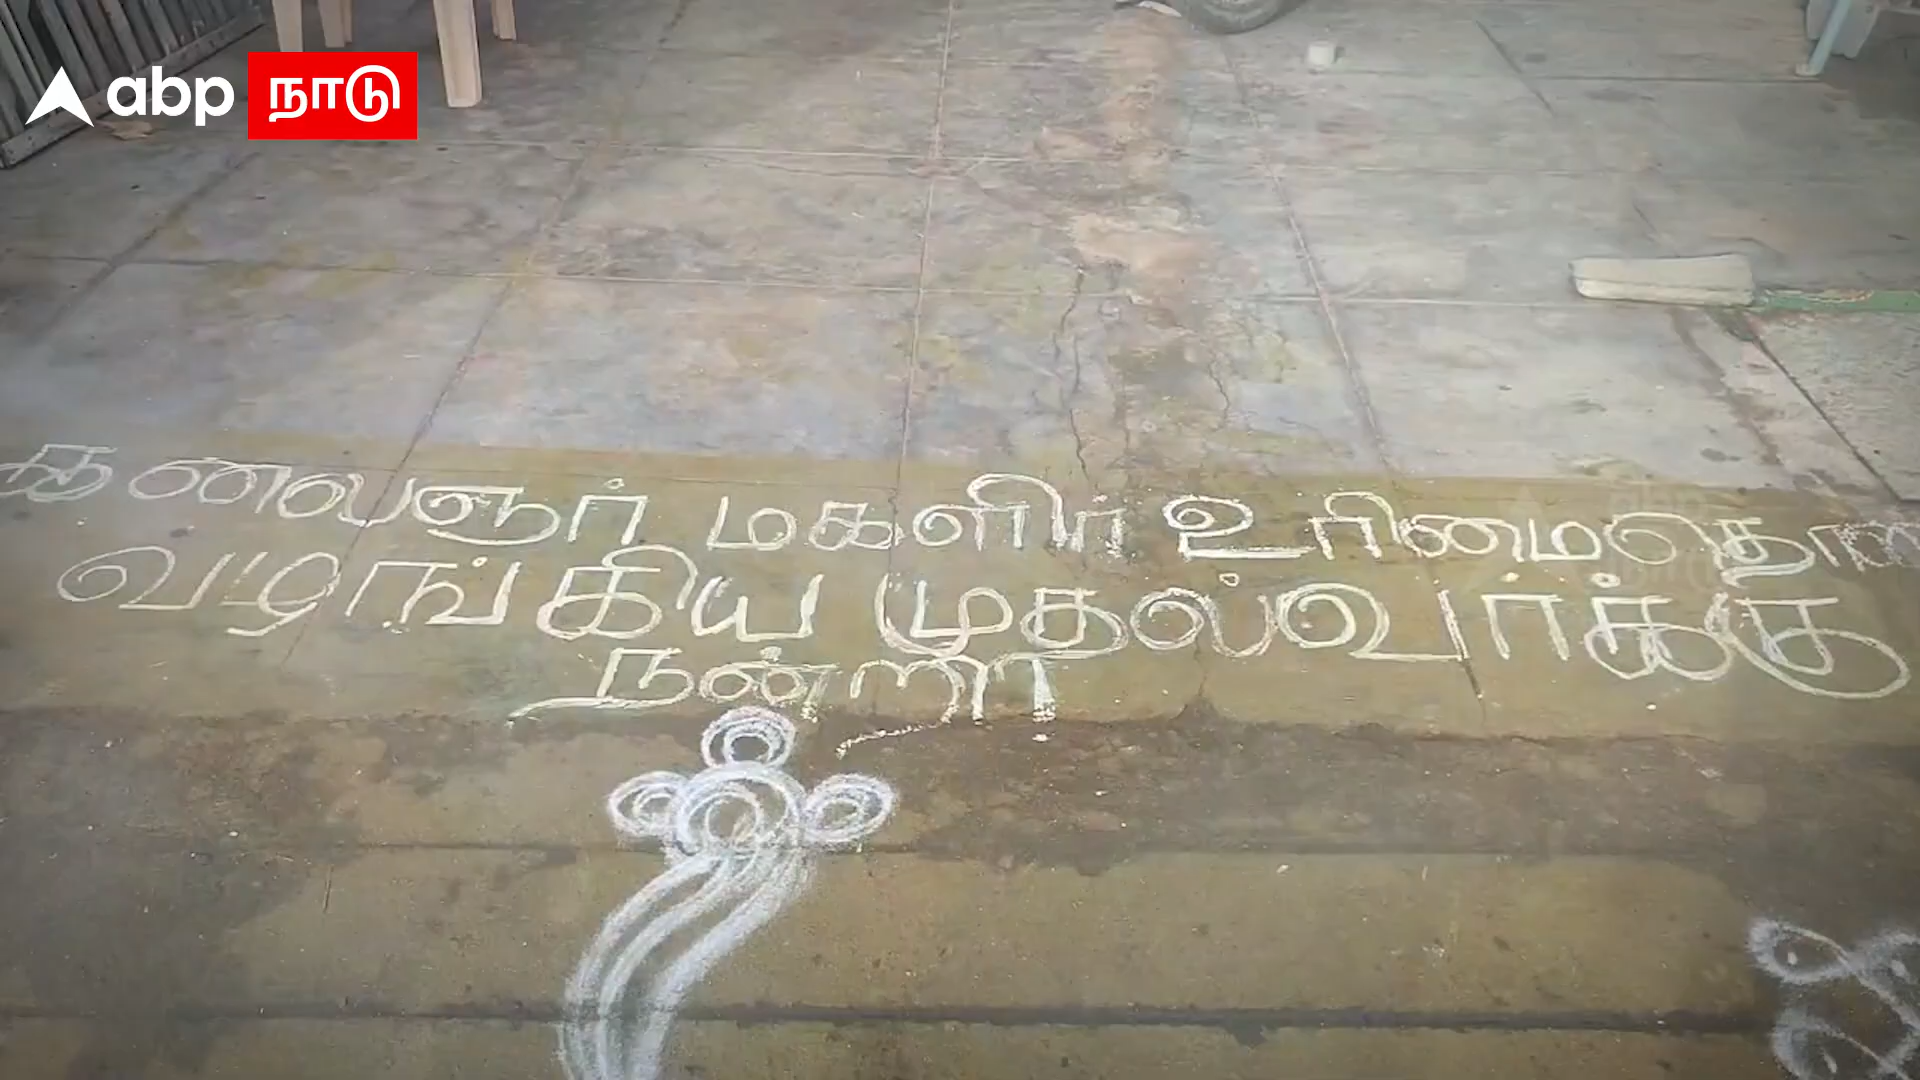 abp நாடு
கலைஞர் மகளிர் உரிமைதொ
வழங்கிய முதல்வர்க்கு
நன்றி